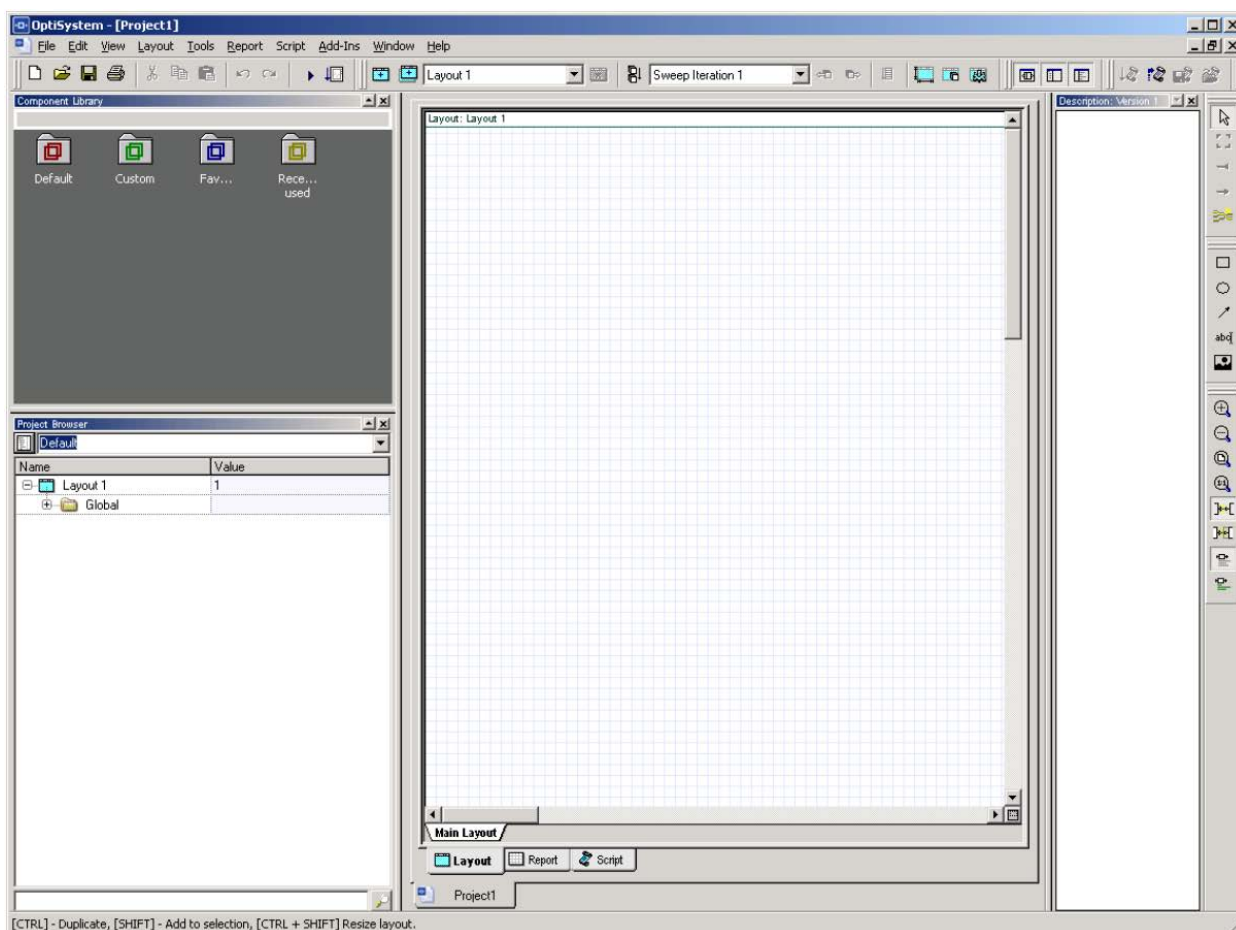 OptiSystem - [Project1]
File Edit View Layout Tools Report Script Add-Ins Window Help
Layout 1
Sweep Iteration 1
Component Library
Default
Custom
Fav...
Rece...
used
Project Browser
Default
Name Value
Layout 1 1
Global
Layout: Layout 1
Main Layout
Layout Report Script
Project1
Description: Version 1
[CTRL] - Duplicate, [SHIFT] - Add to selection, [CTRL + SHIFT] Resize layout.